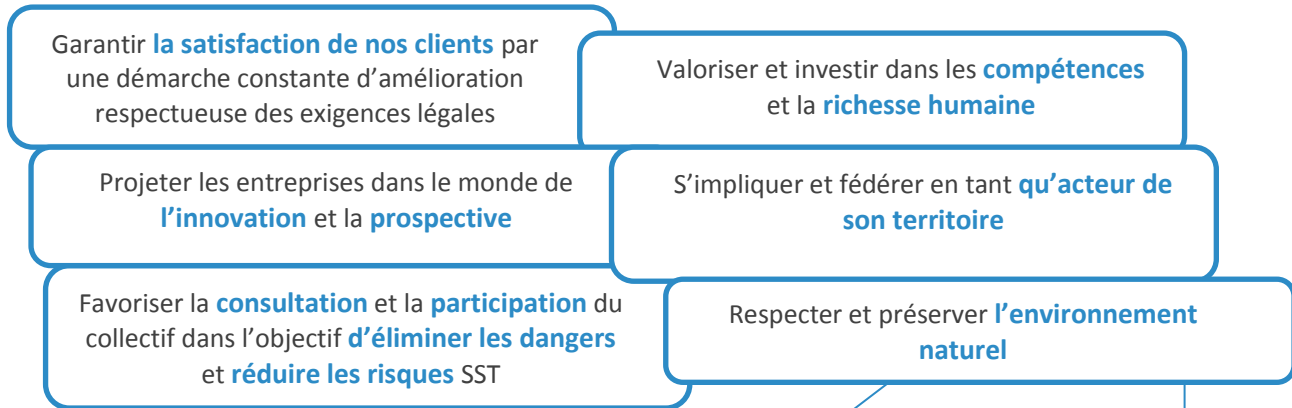 Garantir la satisfaction de nos clients par
une démarche constante d’amélioration
respectueuse des exigences légales
Valoriser et investir dans les compétences
et la richesse humaine
Projeter les entreprises dans le monde de
l’innovation et la prospective
S’impliquer et fédérer en tant qu’acteur de
son territoire
Favoriser la consultation et la participation du
collectif dans l’objectif d’éliminer les dangers
et réduire les risques SST
Respecter et préserver l’environnement
naturel